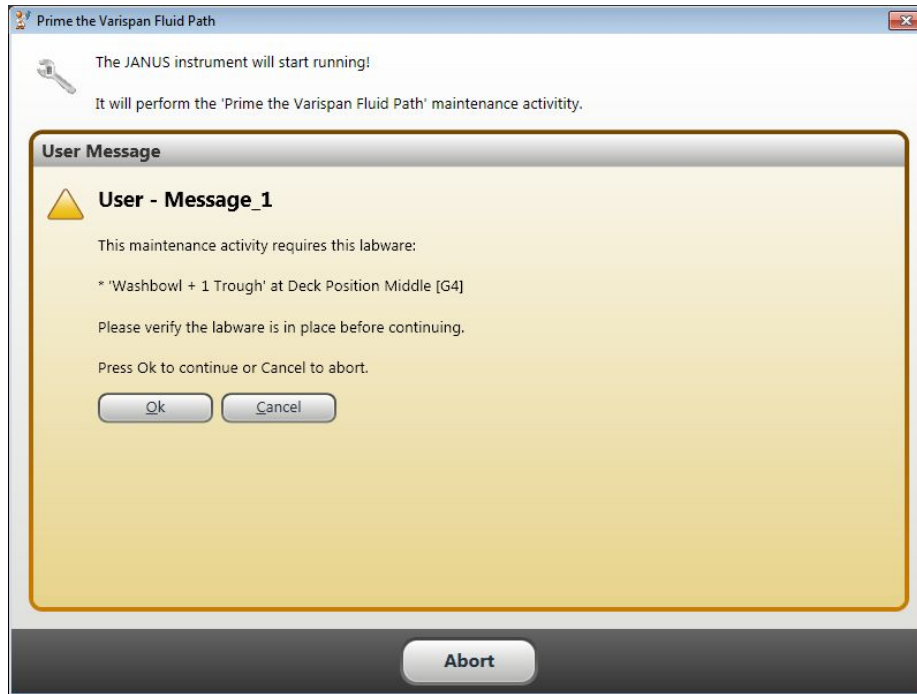 Prime the Varispan Fluid Path
The JANUS instrument will start running!
It will perform the 'Prime the Varispan Fluid Path' maintenance activitity.
User Message
User - Message_1
This maintenance activity requires this labware:
* 'Washbowl + 1 Trough' at Deck Position Middle [G4]
Please verify the labware is in place before continuing.
Press Ok to continue or Cancel to abort.
Ok Cancel
Abort